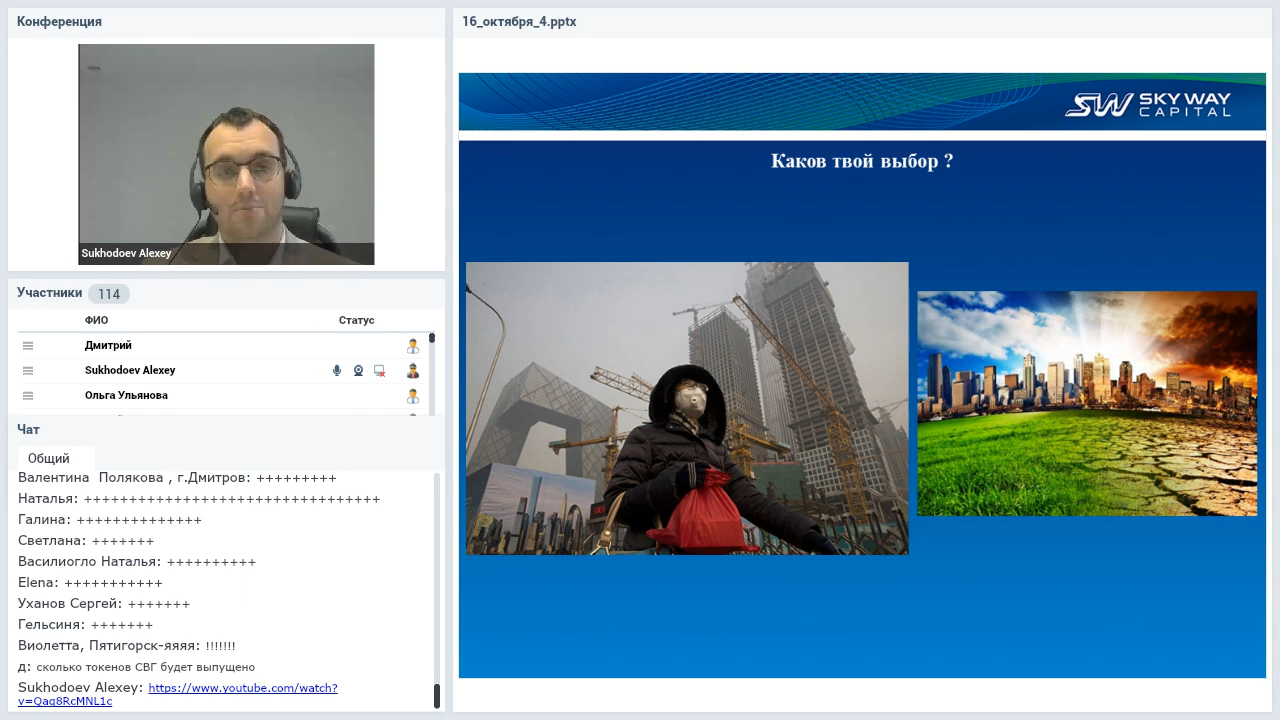 Конференция
Sukhodoev Alexey
Участники 114
ФИО Статус
Дмитрий
Sukhodoev Alexey
Ольга Ульянова
Чат
Общий
Валентина Полякова , г.Дмитров: +++++++++
Наталья: +++++++++++++++++++++++++++++++++
Галина: ++++++++++++++
Светлана: +++++++
Василиогло Наталья: ++++++++++
Elena: +++++++++++
Уханов Сергей: +++++++
Гельсиня: +++++++
Виолетта, Пятигорск-яяяя: !!!!!!!
д: сколько токенов СВГ будет выпущено
Sukhodoev Alexey: https://www.youtube.com/watch?
v=Qaq8RcMNL1c
16_октября_4.pptx
SW SKY WAY
CAPITAL
Каков твой выбор ?